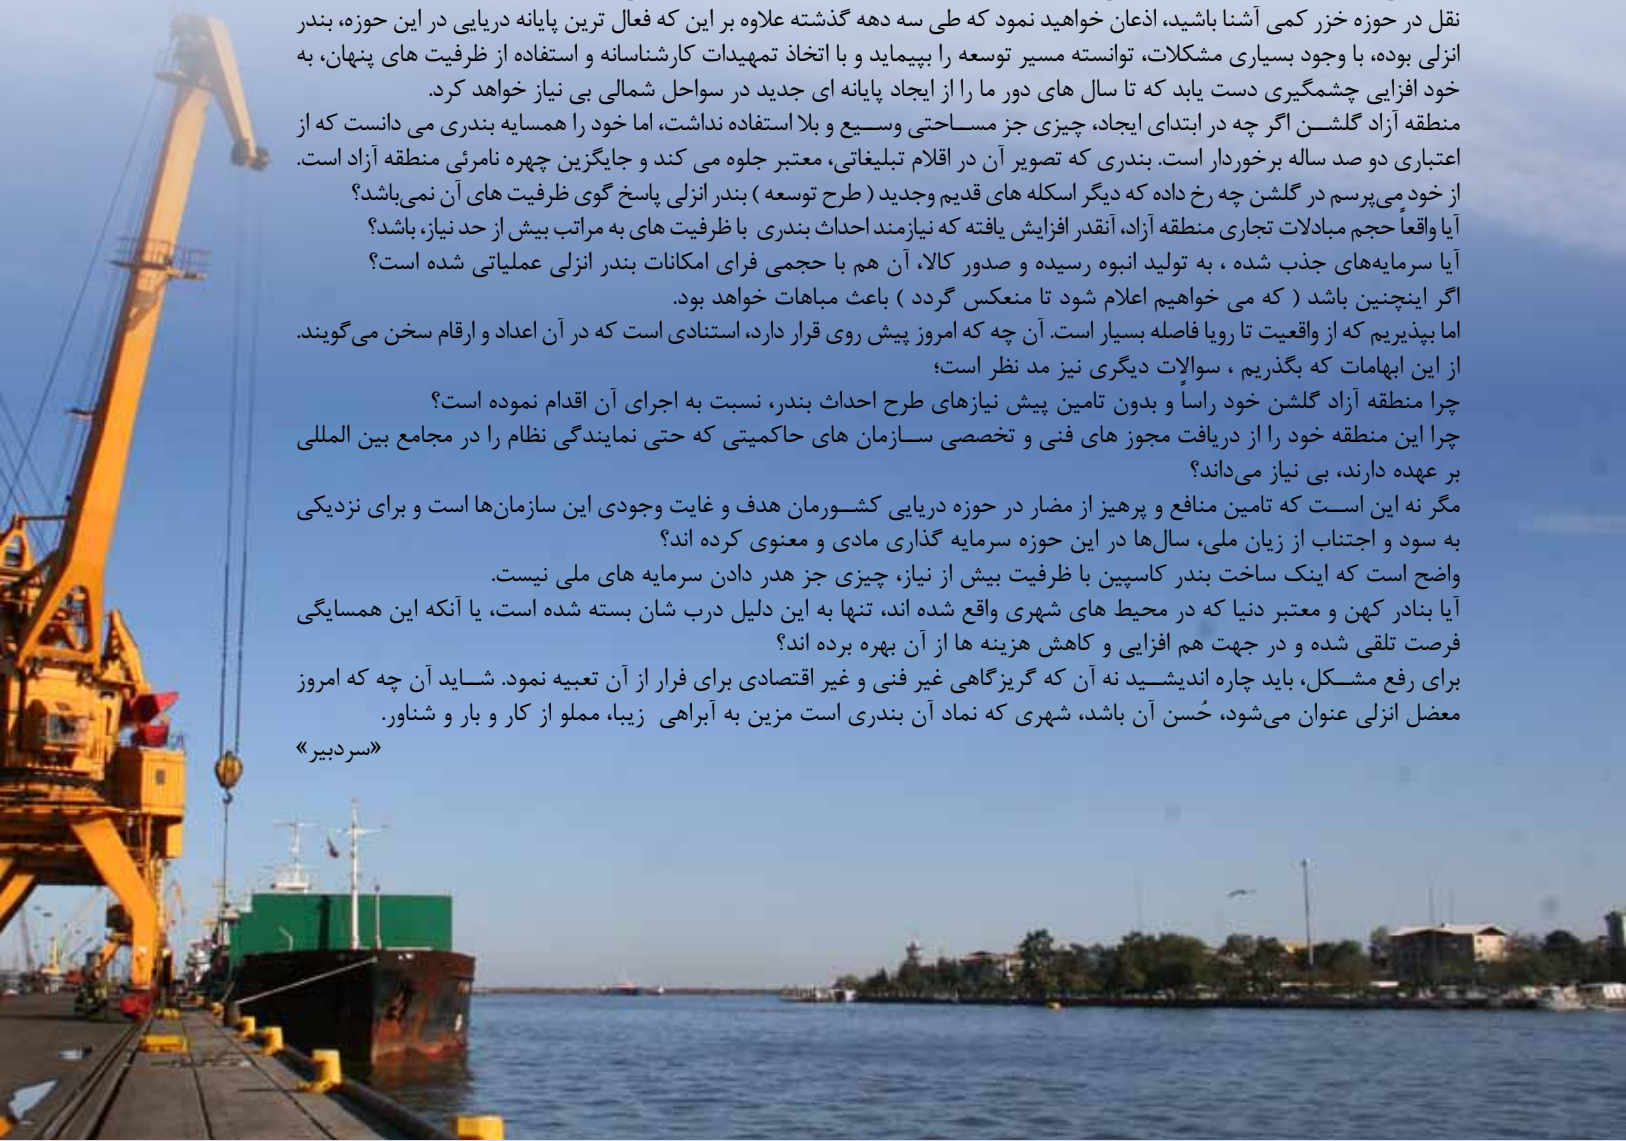 نقل در حوزه خزر کمی آشنا باشید، اذعان خواهید نمود که طی سه دهه گذشته علاوه بر این که فعال ترین پایانه دریایی در این حوزه، بندر
انزلی بوده، با وجود بسیاری مشکلات، توانسته مسیر توسعه را بپیماید و با اتخاذ تمهیدات کارشناسانه و استفاده از ظرفیت های پنهان، به
خود افزایی چشمگیری دست یابد که تا سال های دور ما را از ایجاد پایانه ای جدید در سواحل شمالی بی نیاز خواهد کرد.
منطقه آزاد گلشن اگر چه در ابتدای ایجاد، چیزی جز مساحتی وسیع و بلا استفاده نداشت، اما خود را همسایه بندری می دانست که از
اعتباری دو صد ساله برخوردار است. بندری که تصویر آن در اقلام تبلیغاتی، معتبر جلوه می کند و جایگزین چهره نامرئی منطقه آزاد است.
از خود می‌پرسم در گلشن چه رخ داده که دیگر اسکله های قدیم وجدید ( طرح توسعه ) بندر انزلی پاسخ گوی ظرفیت های آن نمی‌باشد؟
آیا واقعاً حجم مبادلات تجاری منطقه آزاد، آنقدر افزایش یافته که نیازمند احداث بندری با ظرفیت های به مراتب بیش از حد نیاز، باشد؟
آیا سرمایه‌های جذب شده ، به تولید انبوه رسیده و صدور کالا، آن هم با حجمی فرای امکانات بندر انزلی عملیاتی شده است؟
اگر اینچنین باشد ( که می خواهیم اعلام شود تا منعکس گردد ) باعث مباهات خواهد بود.
اما بپذیریم که از واقعیت تا رویا فاصله بسیار است. آن چه که امروز پیش روی قرار دارد، استنادی است که در آن اعداد و ارقام سخن می گویند.
از این ابهامات که بگذریم ، سوالات دیگری نیز مد نظر است؛
چرا منطقه آزاد گلشن خود را راساً و بدون تامین پیش نیازهای طرح احداث بندر، نسبت به اجرای آن اقدام نموده است؟
چرا این منطقه خود را از دریافت مجوز های فنی و تخصصی سازمان های حاکمیتی که حتی نمایندگی نظام را در مجامع بین المللی
بر عهده دارند، بی نیاز می‌داند؟
مگر نه این است که تامین منافع و پرهیز از مضار در حوزه دریایی کشورمان هدف و غایت وجودی این سازمان‌ها است و برای نزدیکی
به سود و اجتناب از زیان ملی، سال‌ها در این حوزه سرمایه گذاری مادی و معنوی کرده اند؟
واضح است که اینک ساخت بندر کاسپین با ظرفیت بیش از نیاز، چیزی جز هدر دادن سرمایه های ملی نیست.
آیا بنادر کهن و معتبر دنیا که در محیط های شهری واقع شده اند، تنها به این دلیل درب شان بسته شده است، یا آنکه این همسایگی
فرصت تلقی شده و در جهت هم افزایی و کاهش هزینه ها از آن بهره برده اند؟
برای رفع مشکل، باید چاره اندیشید نه آن که گریزگاهی غیر فنی و غیر اقتصادی برای فرار از آن تعبیه نمود. شاید آن چه که امروز
معضل انزلی عنوان می‌شود، حُسن آن باشد، شهری که نماد آن بندری است مزین به آبراهی زیبا، مملو از کار و بار و شناور.
«سردبیر»